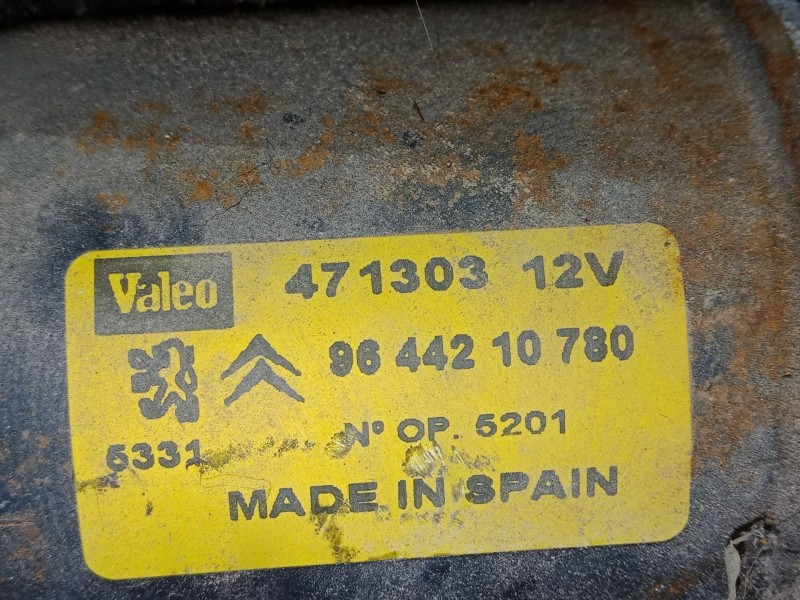 Valeo 471303 12V
96 442 10 780
5331 N° OP. 5201
MADE IN SPAIN